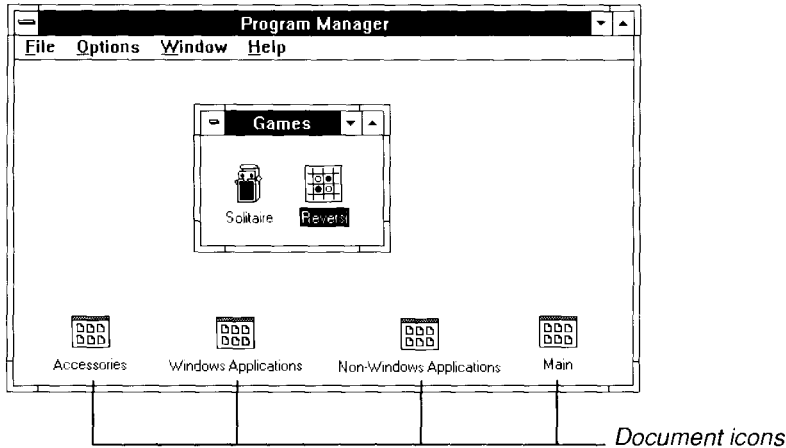 Program Manager
File Options Window Help
Games
Solitaire Reversi
Accessories Windows Applications Non-Windows Applications Main
Document icons